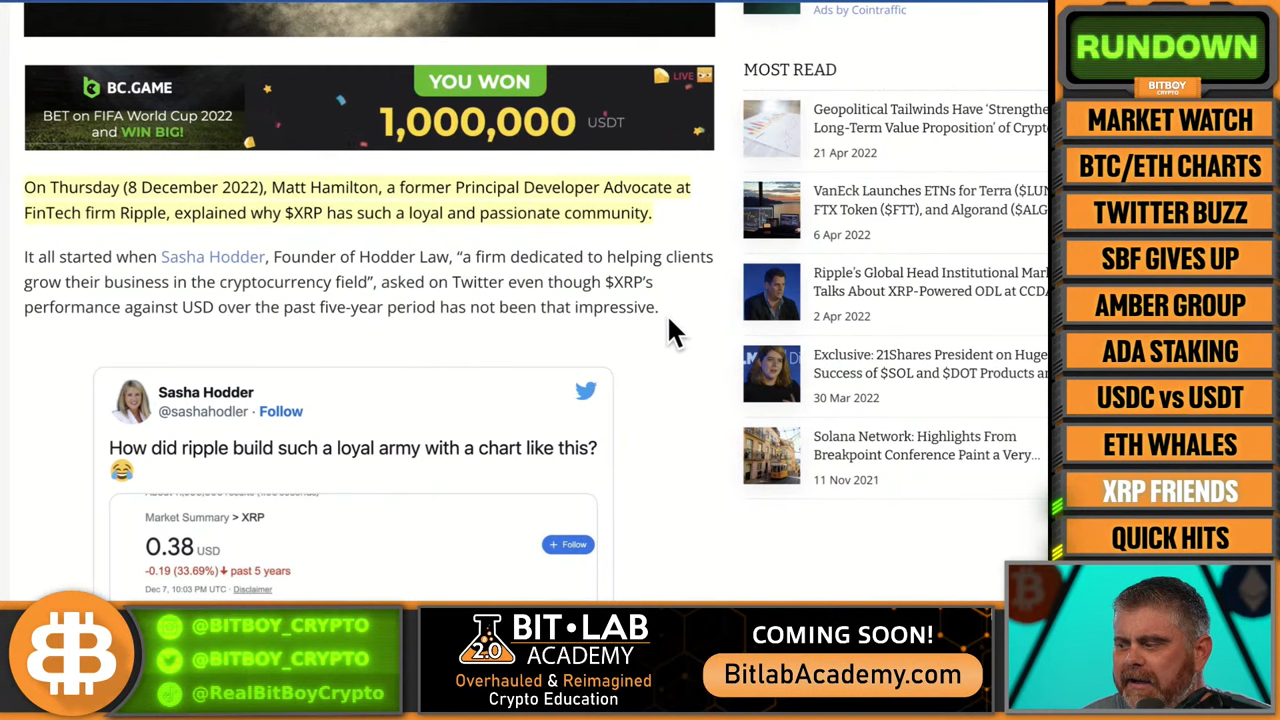 Ads by Cointraffic
BC.GAME
BET on FIFA World Cup 2022
and WIN BIG!
YOU WON
1,000,000 USDT
LIVE
On Thursday (8 December 2022), Matt Hamilton, a former Principal Developer Advocate at
FinTech firm Ripple, explained why $XRP has such a loyal and passionate community.
It all started when Sasha Hodder, Founder of Hodder Law, “a firm dedicated to helping clients
grow their business in the cryptocurrency field”, asked on Twitter even though $XRP’s
performance against USD over the past five-year period has not been that impressive.
Sasha Hodder
@sashahodler · Follow
How did ripple build such a loyal army with a chart like this?
😂
Market Summary > XRP
0.38 USD
+ Follow
-0.19 (33.69%) ↓ past 5 years
Dec 7, 10:03 PM UTC · Disclaimer
MOST READ
Geopolitical Tailwinds Have ‘Strengthe
Long-Term Value Proposition’ of Crypt
21 Apr 2022
VanEck Launches ETNs for Terra ($LUN
FTX Token ($FTT), and Algorand ($ALG
6 Apr 2022
Ripple’s Global Head Institutional Mar
Talks About XRP-Powered ODL at CCDA
2 Apr 2022
Exclusive: 21Shares President on Huge
Success of $SOL and $DOT Products a
30 Mar 2022
Solana Network: Highlights From
Breakpoint Conference Paint a Very...
11 Nov 2021
RUNDOWN
BITBOY
CRYPTO
MARKET WATCH
BTC/ETH CHARTS
TWITTER BUZZ
SBF GIVES UP
AMBER GROUP
ADA STAKING
USDC vs USDT
ETH WHALES
XRP FRIENDS
QUICK HITS
@BITBOY_CRYPTO
@BITBOY_CRYPTO
@RealBitBoyCrypto
2.0
BIT•LAB
ACADEMY
Overhauled & Reimagined
Crypto Education
COMING SOON!
BitlabAcademy.com